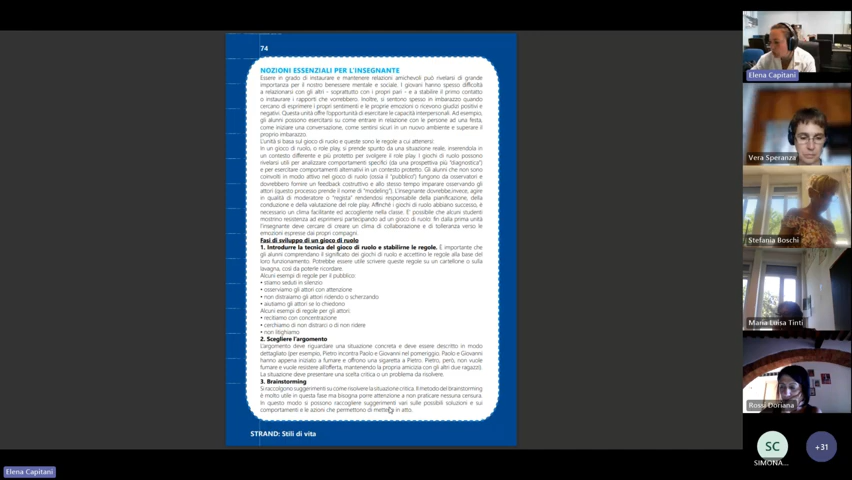 74
NOZIONI ESSENZIALI PER L'INSEGNANTE
Essere in grado di instaurare e mantenere relazioni amichevoli può rivelarsi di grande
importanza per il nostro benessere mentale e sociale. I giovani hanno spesso difficoltà
a relazionarsi con gli altri - soprattutto con i propri pari - e a stabilire il primo contatto
o instaurare i rapporti che vorrebbero. Inoltre, si sentono spesso in imbarazzo quando
cercano di esprimere i propri sentimenti e le proprie emozioni o ricevono giudizi positivi e
negativi. Questa unità offre l'opportunità di esercitare le capacità interpersonali. Ad esempio,
gli alunni possono esercitarsi su come entrare in relazione con le persone ad una festa,
come iniziare una conversazione, come sentirsi sicuri in un nuovo ambiente e superare il
proprio imbarazzo.
L'unità si basa sul gioco di ruolo e queste sono le regole a cui attenersi:
In un gioco di ruolo, o role play, si prende spunto da una situazione reale, inserendola in
un contesto differente e più protetto per svolgere il role play. I giochi di ruolo possono
rivelarsi utili per analizzare comportamenti specifici (da una prospettiva più "diagnostica")
e per esercitare comportamenti alternativi in un contesto protetto. Gli alunni che non sono
coinvolti in modo attivo nel gioco di ruolo (ossia il "pubblico") fungono da osservatori e
dovrebbero fornire un feedback costruttivo e allo stesso tempo imparare osservando gli
attori (questo processo prende il nome di "modeling"). L'insegnante dovrebbe,invece, agire
in qualità di moderatore o "regista" rendendosi responsabile della pianificazione, della
conduzione e della valutazione del role play. Affinché i giochi di ruolo abbiano successo, è
necessario un clima facilitante ed accogliente nella classe. E' possibile che alcuni studenti
mostrino resistenza ad esprimersi partecipando ad un gioco di ruolo: fin dalla prima unità
l'insegnante deve cercare di creare un clima di collaborazione e di tolleranza verso le
emozioni espresse dai propri compagni.
Fasi di sviluppo di un gioco di ruolo
1. Introdurre la tecnica del gioco di ruolo e stabilirne le regole. È importante che
gli alunni comprendano il significato dei giochi di ruolo e accettino le regole alla base del
loro funzionamento. Potrebbe essere utile scrivere queste regole su un cartellone o sulla
lavagna, così da poterle ricordare.
Alcuni esempi di regole per il pubblico:
• stiamo seduti in silenzio
• osserviamo gli attori con attenzione
• non distraiamo gli attori ridendo o scherzando
• aiutiamo gli attori se lo chiedono
Alcuni esempi di regole per gli attori:
• recitiamo con concentrazione
• cerchiamo di non distrarci o di non ridere
• non litighiamo
2. Scegliere l'argomento
L'argomento deve riguardare una situazione concreta e deve essere descritto in modo
dettagliato (per esempio, Pietro incontra Paolo e Giovanni nel pomeriggio. Paolo e Giovanni
hanno appena iniziato a fumare e offrono una sigaretta a Pietro. Pietro, però, non vuole
fumare e vuole resistere all'offerta, mantenendo la propria amicizia con gli altri due ragazzi).
La situazione deve presentare una scelta critica o un problema da risolvere.
3. Brainstorming
Si raccolgono suggerimenti su come risolvere la situazione critica. Il metodo del brainstorming
è molto utile in questa fase ma bisogna porre attenzione a non praticare nessuna censura.
In questo modo si possono raccogliere suggerimenti vari sulle possibili soluzioni e sui
comportamenti e le azioni che permettono di metterle in atto.
STRAND: Stili di vita
Elena Capitani
Elena Capitani
Vera Speranza
Stefania Boschi
Maria Luisa Tinti
Rossi Doriana
SC
SIMONA...
+31